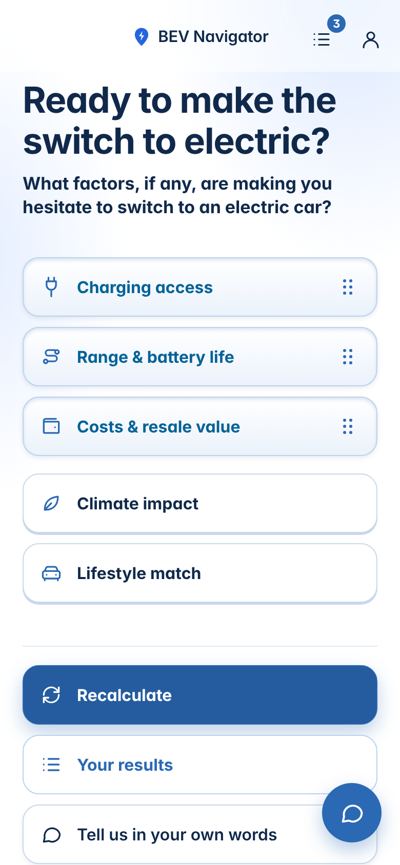 BEV Navigator
3
Ready to make the
switch to electric?
What factors, if any, are making you
hesitate to switch to an electric car?
Charging access
Range & battery life
Costs & resale value
Climate impact
Lifestyle match
Recalculate
Your results
Tell us in your own words